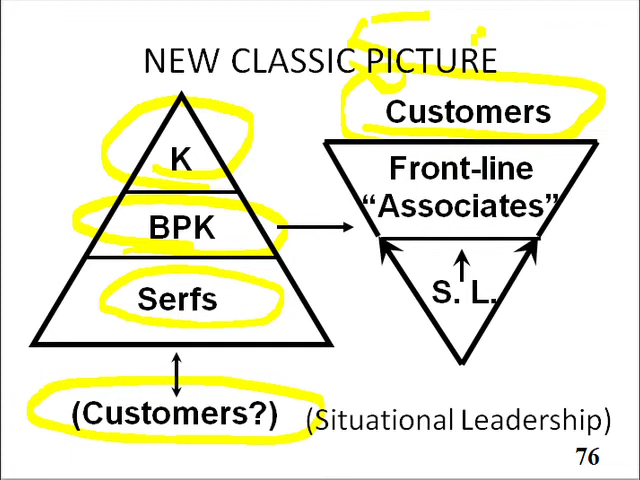 NEW CLASSIC PICTURE
K
BPK
Serfs
(Customers?)
Customers
Front-line
“Associates”
S. L.
(Situational Leadership)
76